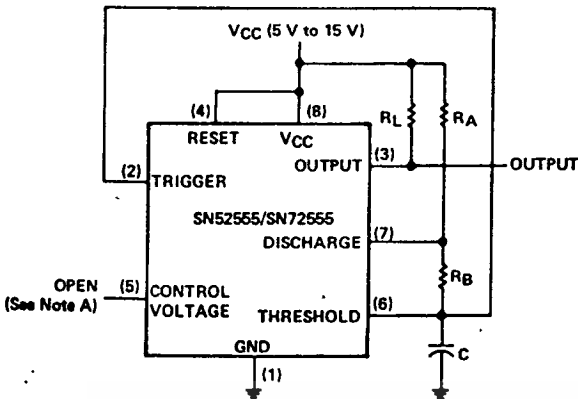 VCC (5 V to 15 V)
(4)
(8)
RL
RA
RESET
VCC
(3)
OUTPUT
OUTPUT
(2)
TRIGGER
SN52555/SN72555
(7)
DISCHARGE
RB
OPEN
(See Note A)
(5)
CONTROL
VOLTAGE
(6)
THRESHOLD
GND
C
(1)